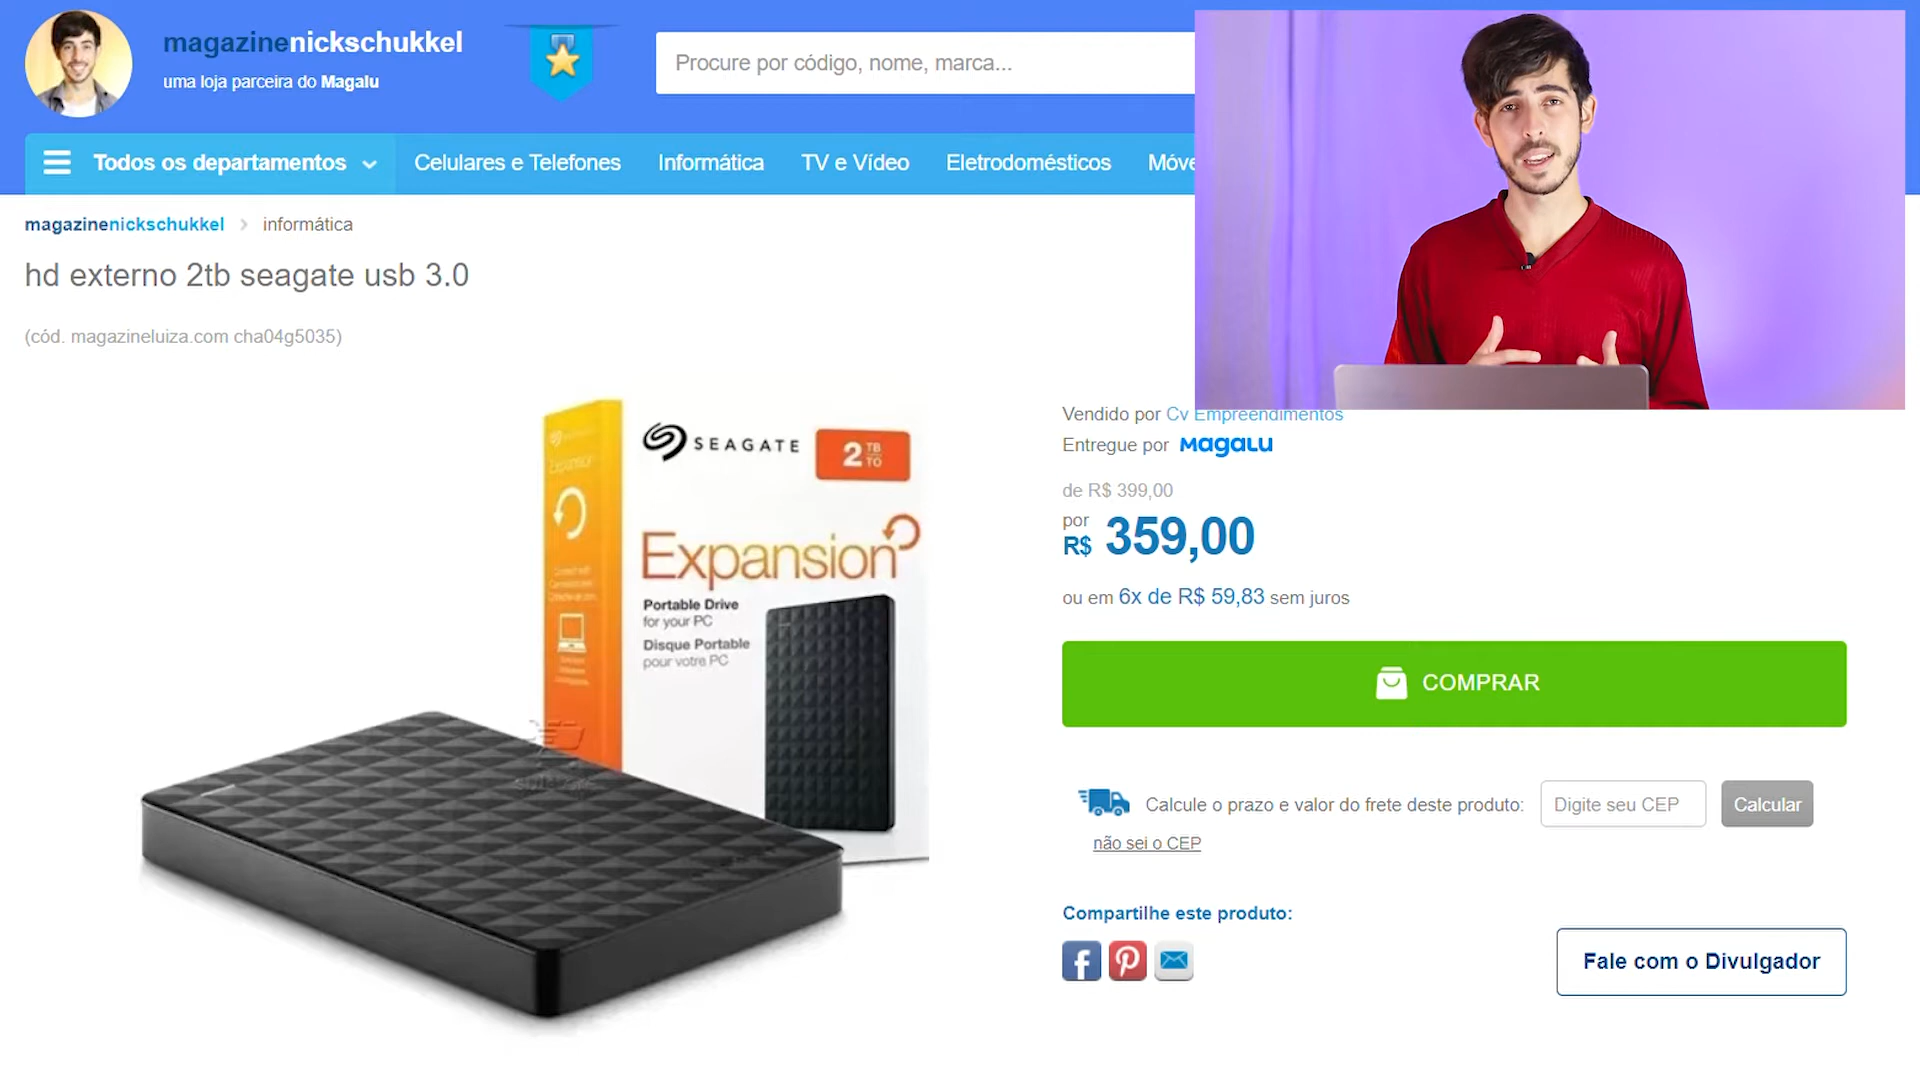 magazinenickschukkel
uma loja parceira do Magalu
Procure por código, nome, marca...
Todos os departamentos
Celulares e Telefones
Informática
TV e Vídeo
Eletrodomésticos
Móve
magazinenickschukkel > informática
hd externo 2tb seagate usb 3.0
(cód. magazineluiza.com cha04g5035)
SEAGATE
2 TB
TO
Expansion
Portable Drive
for your PC
Disque Portable
pour votre PC
Vendido por Cv Empreendimentos
Entregue por Magalu
de R$ 399,00
por
R$ 359,00
ou em 6x de R$ 59,83 sem juros
COMPRAR
Calcule o prazo e valor do frete deste produto:
Digite seu CEP
Calcular
não sei o CEP
Compartilhe este produto:
Fale com o Divulgador